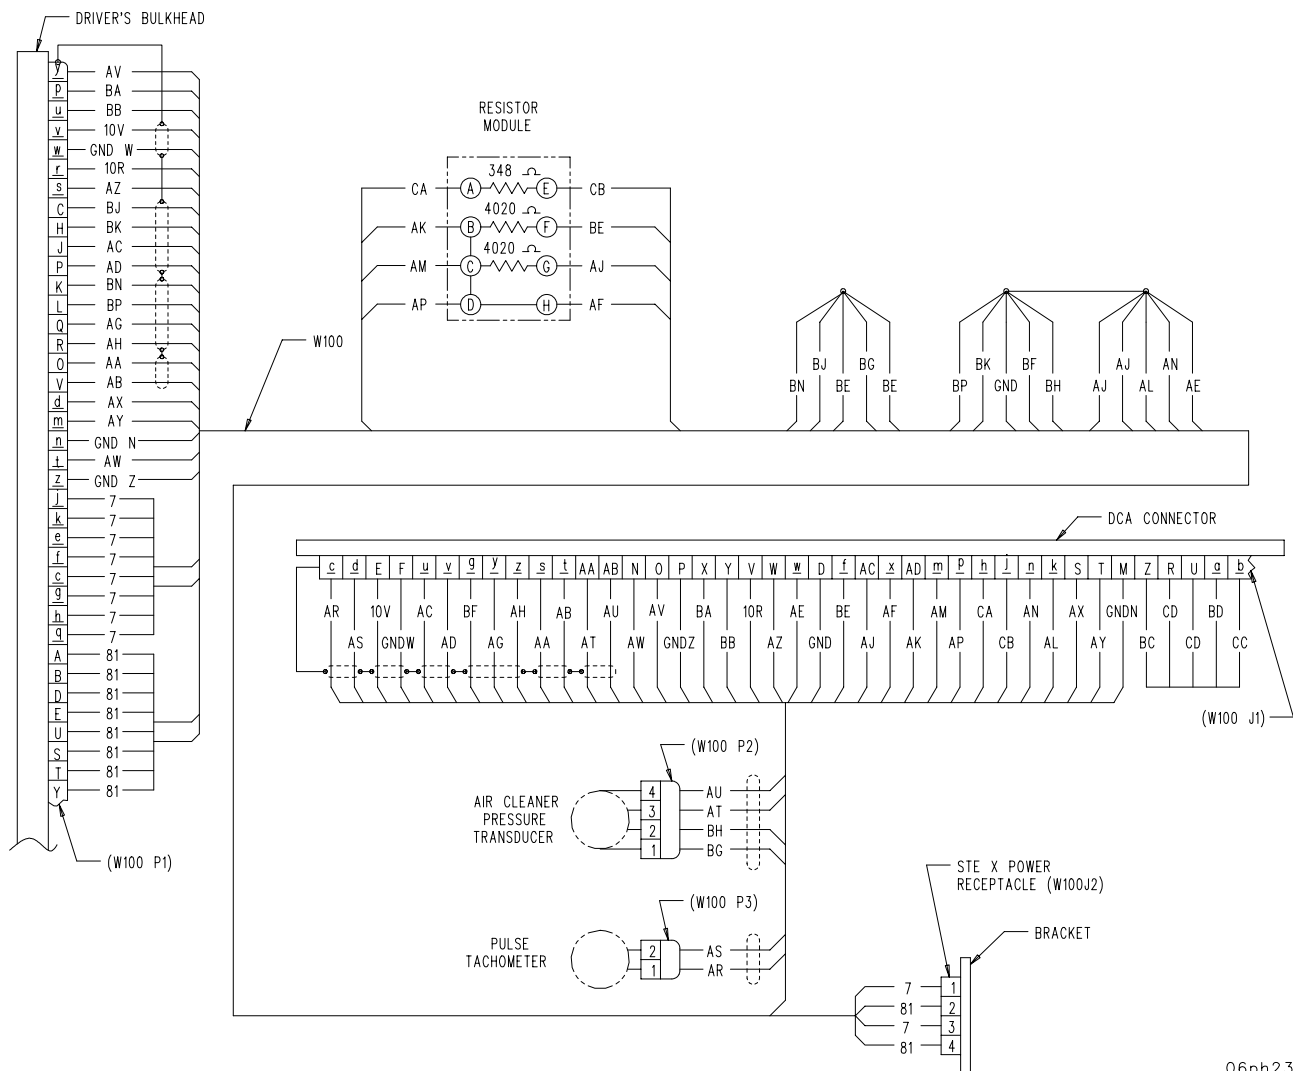 DRIVER'S BULKHEAD
y AV
p BA
u BB
v 10V
w GND W
r 10R
s AZ
C BJ
H BK
J AC
P AD
K BN
L BP
Q AG
R AH
O AA
V AB
d AX
m AY
n GND N
t AW
z GND Z
j 7
k 7
e 7
f 7
c 7
g 7
h 7
q 7
A 81
B 81
D 81
E 81
U 81
S 81
T 81
Y 81
(W100 P1)
RESISTOR
MODULE
348 Ω
CA A E CB
4020 Ω
AK B F BE
4020 Ω
AM C G AJ
AP D H AF
W100
BJ BG
BN BE BE
BK BF
BP GND BH
AJ AN
AJ AL AE
DCA CONNECTOR
c d E F u v g y z s t AA AB N O P X Y V W w D f AC x AD m p h j n k S T M Z R U a b
AR 10V AC BF AH AB AU AV BA 10R AE BE AF AM CA AN AX GNDN CD BD
AS GNDW AD AG AA AT AW GNDZ BB AZ GND AJ AK AP CB AL AY BC CD CC
(W100 J1)
(W100 P2)
AIR CLEANER
PRESSURE
TRANSDUCER
4 AU
3 AT
2 BH
1 BG
(W100 P3)
PULSE
TACHOMETER
2 AS
1 AR
STE X POWER
RECEPTACLE (W100J2)
BRACKET
7 1
81 2
7 3
81 4
06ph23